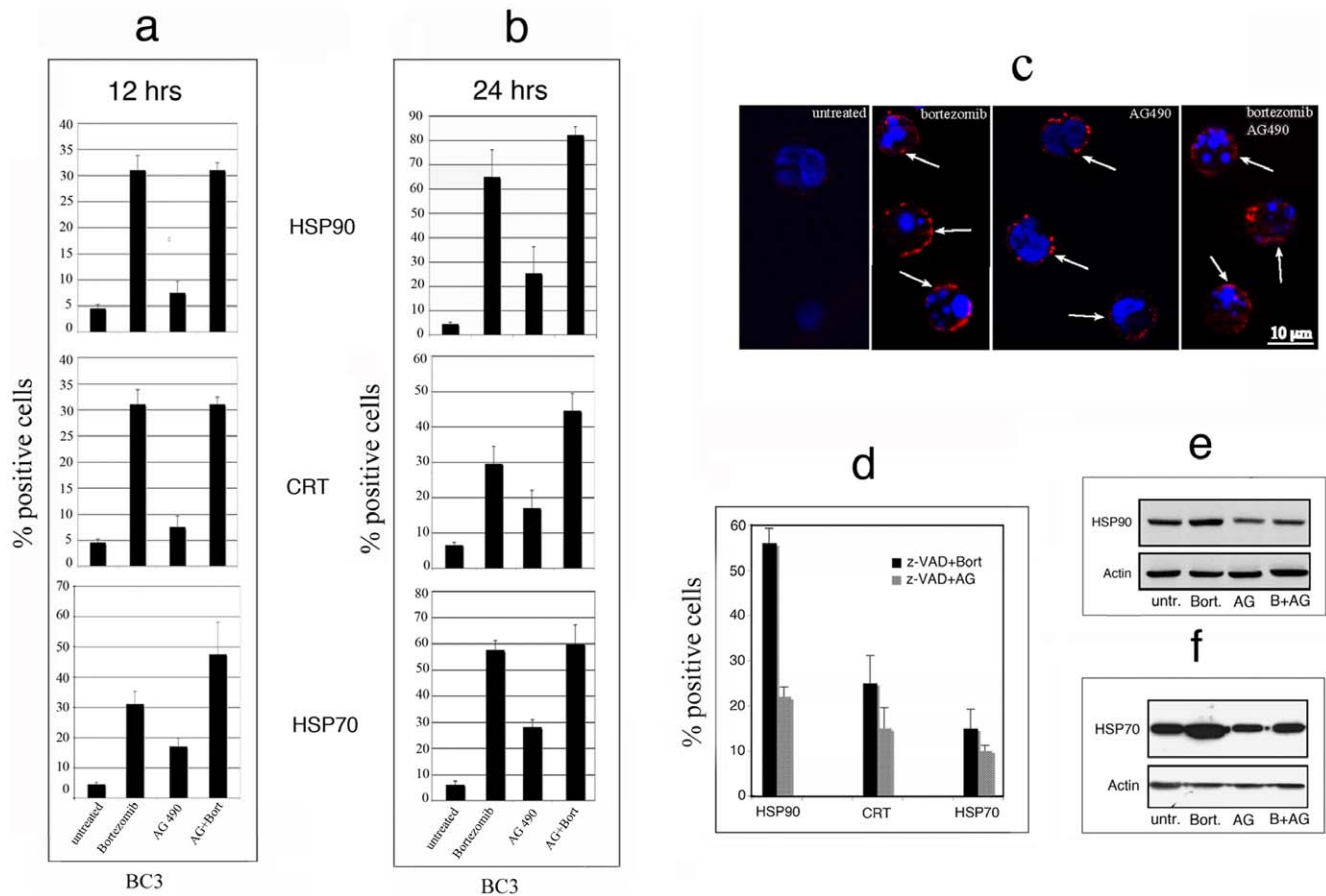 a
12 hrs
% positive cells
40
35
30
25
20
15
10
5
0
40
35
30
25
20
15
10
5
0
70
60
50
40
30
20
10
0
untreated
Bortezomib
AG 490
AG+Bort
BC3
HSP90
CRT
HSP70
b
24 hrs
% positive cells
90
80
70
60
50
40
30
20
10
0
60
50
40
30
20
10
0
80
70
60
50
40
30
20
10
0
untreated
Bortezomib
AG 490
AG+Bort
BC3
c
untreated
bortezomib
AG490
bortezomib
AG490
10 µm
d
% positive cells
60
50
40
30
20
10
0
z-VAD+Bort
z-VAD+AG
HSP90 CRT HSP70
e
HSP90
Actin
untr. Bort. AG B+AG
f
HSP70
Actin
untr. Bort. AG B+AG